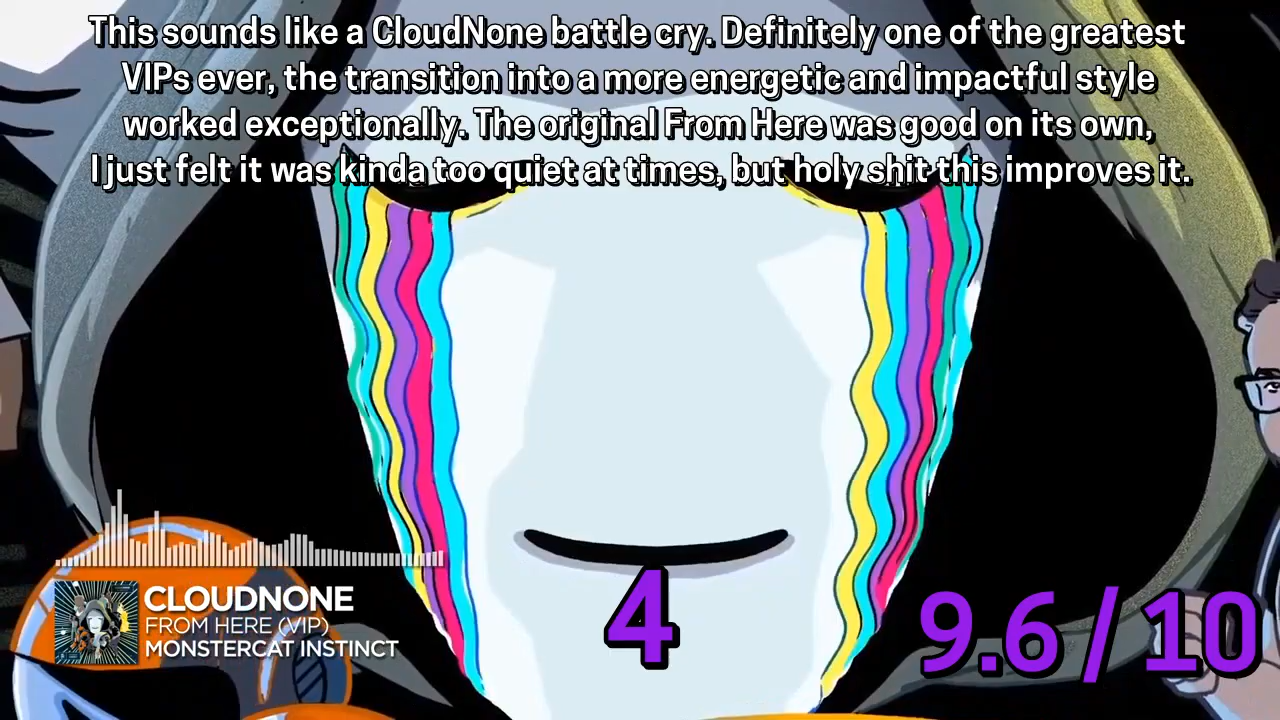 This sounds like a CloudNone battle cry. Definitely one of the greatest
VIPs ever, the transition into a more energetic and impactful style
worked exceptionally. The original From Here was good on its own,
I just felt it was kinda too quiet at times, but holy shit this improves it.
CLOUDNONE
FROM HERE (VIP)
MONSTERCAT INSTINCT
4
9.6 / 10